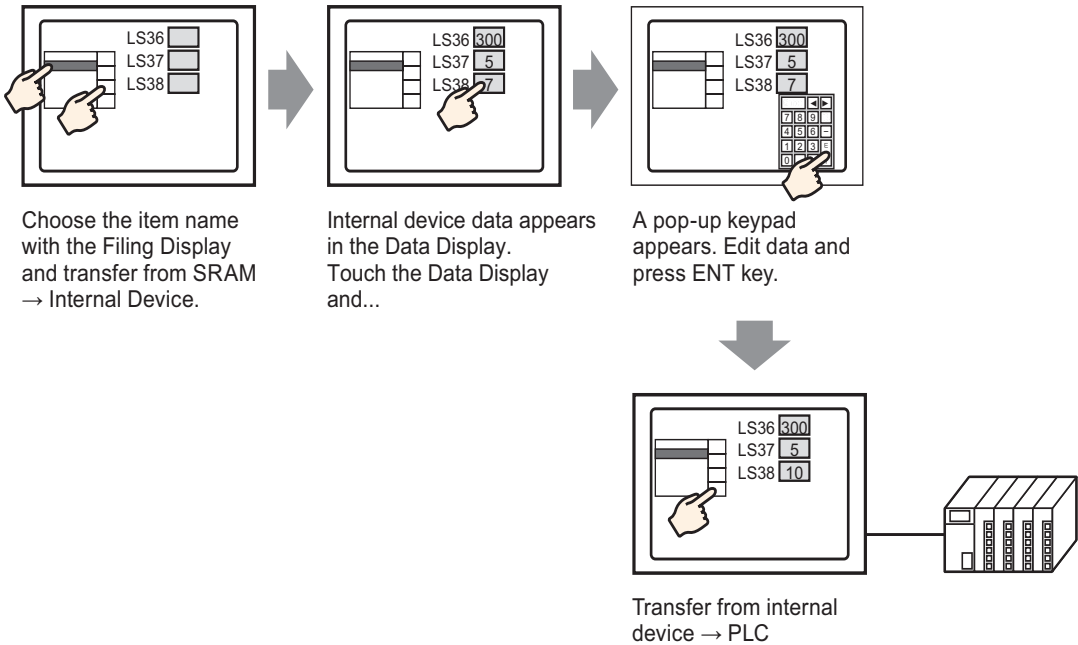 LS36
LS37
LS38
Choose the item name
with the Filing Display
and transfer from SRAM
→ Internal Device.
LS36 300
LS37 5
LS38 7
Internal device data appears
in the Data Display.
Touch the Data Display
and...
LS36 300
LS37 5
LS38 7
◀ ▶
7 8 9
4 5 6 −
1 2 3 E
0
A pop-up keypad
appears. Edit data and
press ENT key.
LS36 300
LS37 5
LS38 10
Transfer from internal
device → PLC